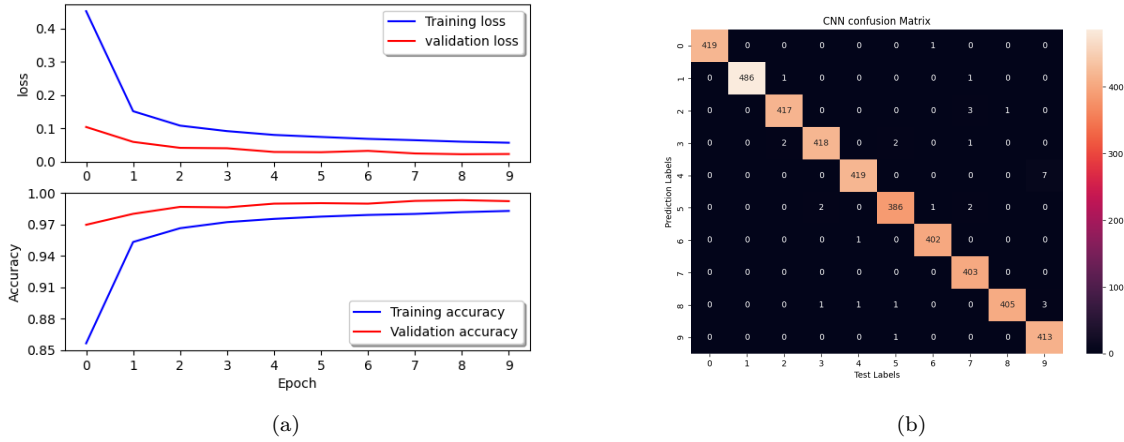 0.4
0.3
0.2
0.1
0.0
loss
Training loss
validation loss
0 1 2 3 4 5 6 7 8 9
1.00
0.97
0.94
0.91
0.88
0.85
Accuracy
Training accuracy
Validation accuracy
0 1 2 3 4 5 6 7 8 9
Epoch
(a)
CNN confusion Matrix
Prediction Labels
0 419 0 0 0 0 0 1 0 0 0
1 0 486 1 0 0 0 0 1 0 0
2 0 0 417 0 0 0 0 3 1 0
3 0 0 2 418 0 2 0 1 0 0
4 0 0 0 0 419 0 0 0 0 7
5 0 0 0 2 0 386 1 2 0 0
6 0 0 0 0 1 0 402 0 0 0
7 0 0 0 0 0 0 0 403 0 0
8 0 0 0 1 1 1 0 0 405 3
9 0 0 0 0 0 1 0 0 0 413
0 1 2 3 4 5 6 7 8 9
Test Labels
400
300
200
100
0
(b)